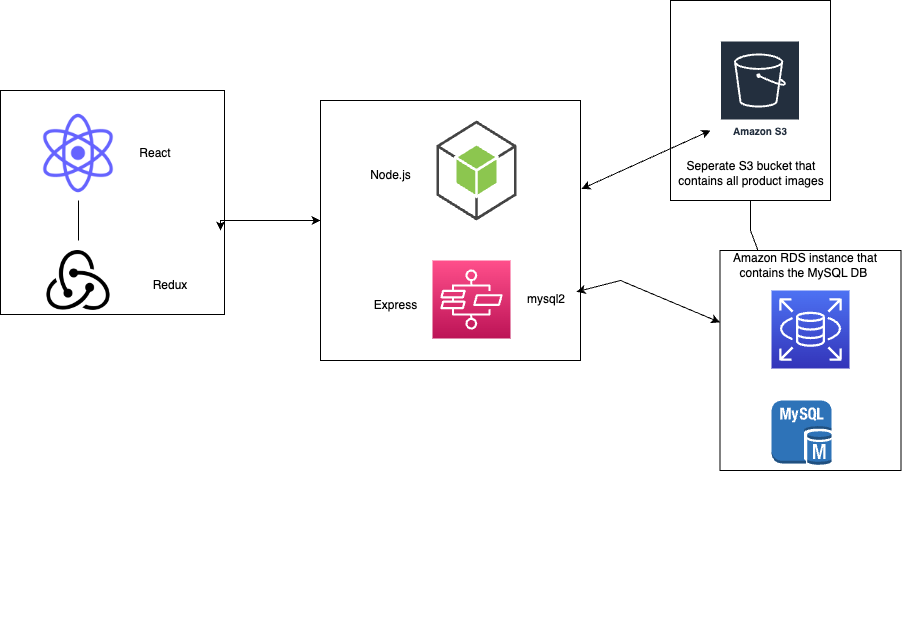 React
Redux
Node.js
Express
mysql2
Amazon S3
Seperate S3 bucket that
contains all product images
Amazon RDS instance that
contains the MySQL DB
MySQL
M